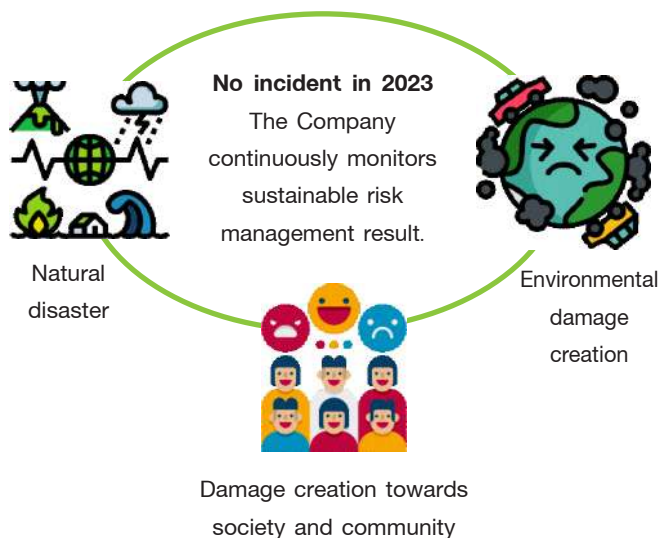 No incident in 2023
The Company
continuously monitors
sustainable risk
management result.
Natural
disaster
Environmental
damage
creation
Damage creation towards
society and community